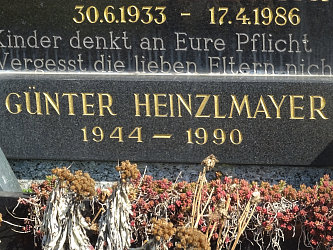 30.6.1933 - 17.4.1986
Kinder denkt an Eure Pflicht
Vergesst die lieben Eltern nich
GÜNTER HEINZLMAYER
1944 - 1990